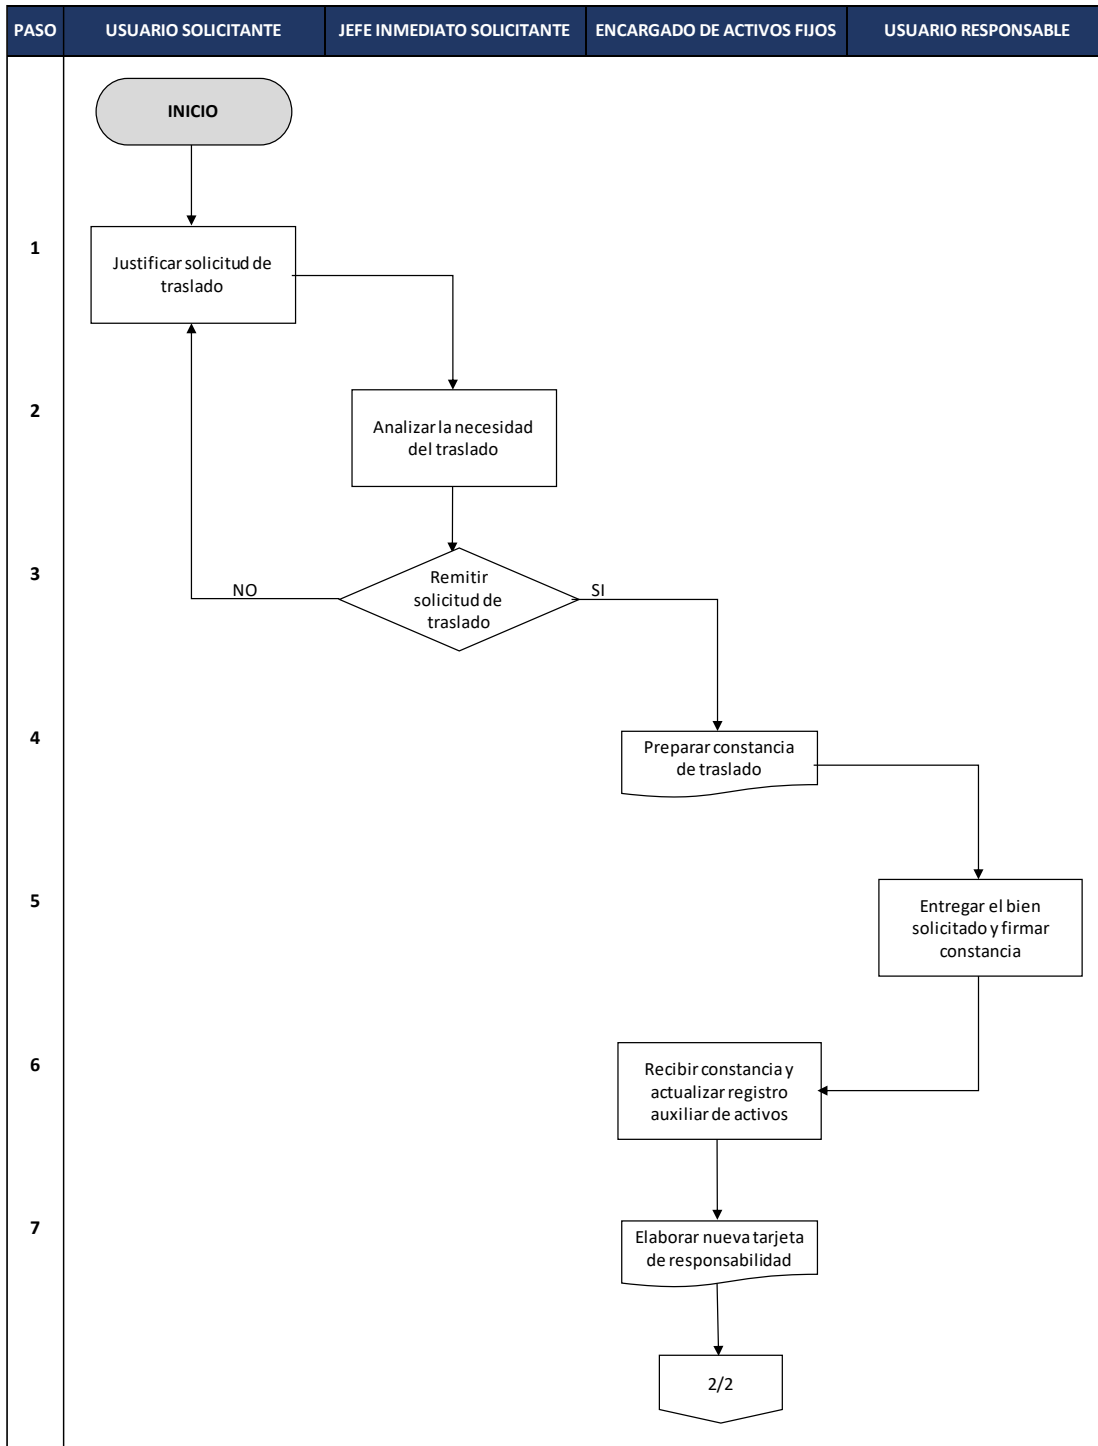 PASO USUARIO SOLICITANTE JEFE INMEDIATO SOLICITANTE ENCARGADO DE ACTIVOS FIJOS USUARIO RESPONSABLE
INICIO
1
Justificar solicitud de
traslado
2
Analizar la necesidad
del traslado
3
Remitir
solicitud de
traslado
NO
SI
4
Preparar constancia
de traslado
5
Entregar el bien
solicitado y firmar
constancia
6
Recibir constancia y
actualizar registro
auxiliar de activos
7
Elaborar nueva tarjeta
de responsabilidad
2/2